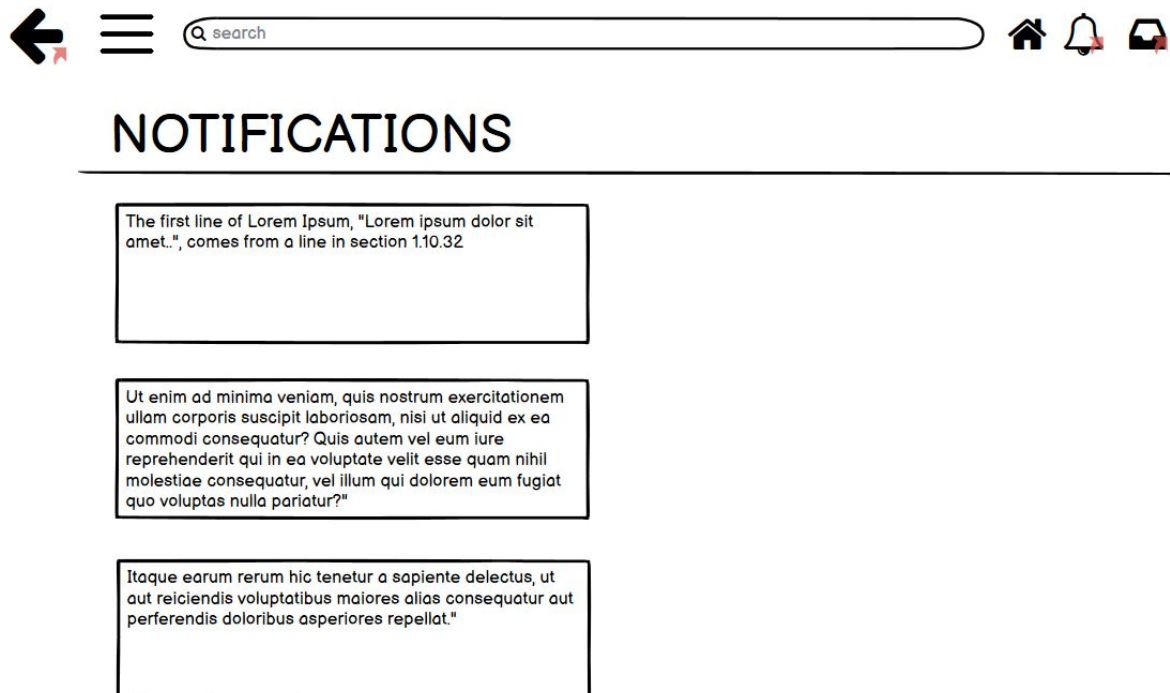 search
NOTIFICATIONS
The first line of Lorem Ipsum, "Lorem ipsum dolor sit
amet..", comes from a line in section 1.10.32
Ut enim ad minima veniam, quis nostrum exercitationem
ullam corporis suscipit laboriosam, nisi ut aliquid ex ea
commodi consequatur? Quis autem vel eum iure
reprehenderit qui in ea voluptate velit esse quam nihil
molestiae consequatur, vel illum qui dolorem eum fugiat
quo voluptas nulla pariatur?"
Itaque earum rerum hic tenetur a sapiente delectus, ut
aut reiciendis voluptatibus maiores alias consequatur aut
perferendis doloribus asperiores repellat."